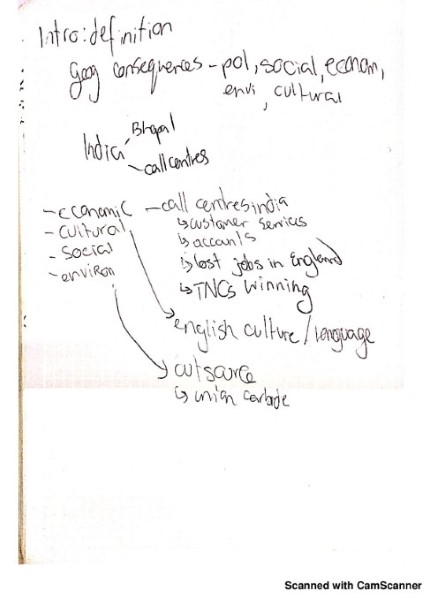 Intro: definition
Geog consequences - pol, social, econom,
envi, cultural
India
Bhopal
- call centres
- economic
- cultural
- social
- environ
- call centres india
↳ customer services
↳ accounts
↳ lost jobs in England
↳ TNCs winning
english culture / language
outsource
↳ union carbide
Scanned with CamScanner